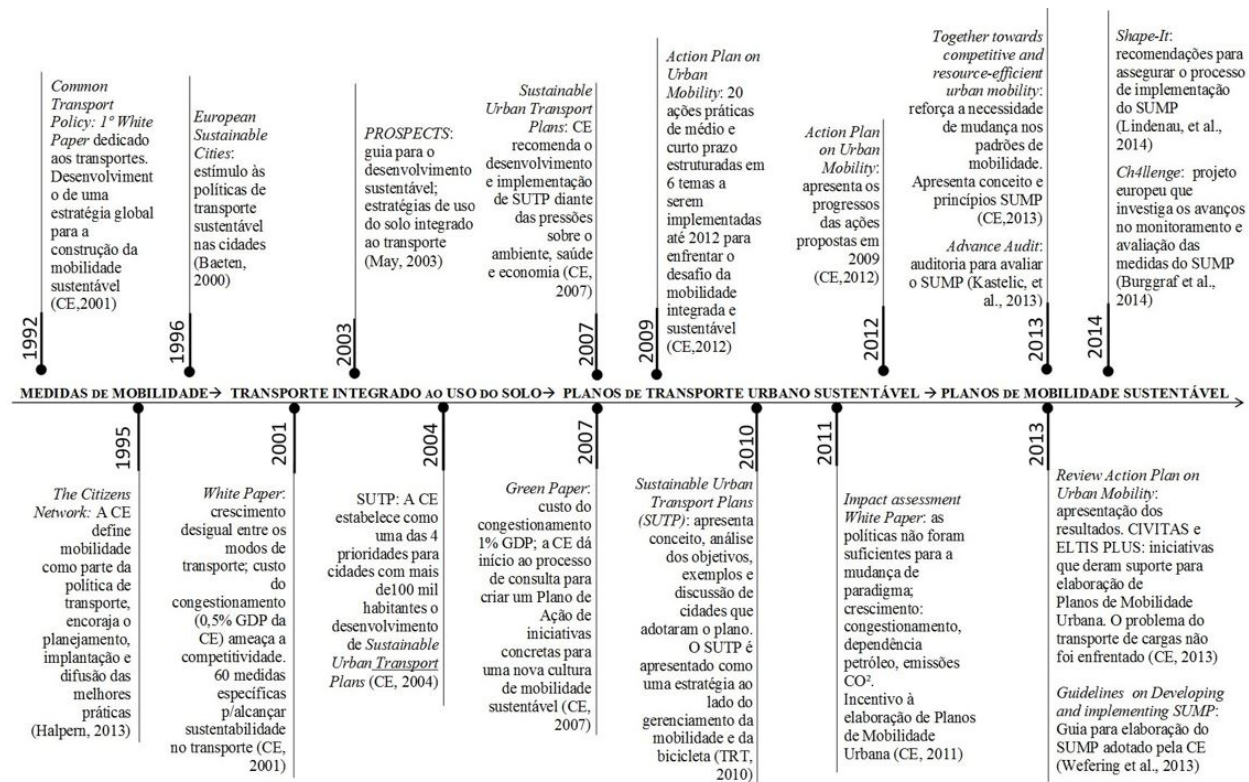 1992
Common
Transport
Policy: 1º White
Paper dedicado
aos transportes.
Desenvolviment
o de uma
estratégia global
para a
construção da
mobilidade
sustentável
(CE,2001)
1996
European
Sustainable
Cities:
estímulo às
políticas de
transporte
sustentável
nas cidades
(Baeten,
2000)
2003
PROSPECTS:
guia para o
desenvolvimento
sustentável;
estratégias de uso
do solo integrado
ao transporte
(May, 2003)
Sustainable
Urban Transport
Plans: CE
recomenda o
desenvolvimento
e implementação
de SUTP diante
das pressões
sobre o
ambiente, saúde
e economia (CE,
2007)
2007
2009
Action Plan on
Urban
Mobility: 20
ações práticas
de médio e
curto prazo
estruturadas em
6 temas a
serem
implementadas
até 2012 para
enfrentar o
desafio da
mobilidade
integrada e
sustentável
(CE,2012)
Action Plan
on Urban
Mobility:
apresenta os
progressos
das ações
propostas em
2009
(CE,2012)
2012
Together towards
competitive and
resource-efficient
urban mobility:
reforça a necessidade
de mudança nos
padrões de
mobilidade.
Apresenta conceito e
princípios SUMP
(CE,2013)
Advance Audit:
auditoria para avaliar
o SUMP (Kastelic, et
al., 2013)
2013
2014
Shape-It:
recomendações para
assegurar o processo
de implementação
do SUMP
(Lindenau, et al.,
2014)
Ch4llenge: projeto
europeu que
investiga os avanços
no monitoramento e
avaliação das
medidas do SUMP
(Burggraf et al.,
2014)
MEDIDAS DE MOBILIDADE→ TRANSPORTE INTEGRADO AO USO DO SOLO→ PLANOS DE TRANSPORTE URBANO SUSTENTÁVEL → PLANOS DE MOBILIDADE SUSTENTÁVEL
1995
The Citizens
Network: A CE
define
mobilidade
como parte da
política de
transporte,
encoraja o
planejamento,
implantação e
difusão das
melhores
práticas
(Halpern, 2013)
2001
White Paper:
crescimento
desigual entre os
modos de
transporte; custo
do
congestionamento
(0,5% GDP da
CE) ameaça a
competitividade.
60 medidas
específicas
p/alcançar
sustentabilidade
no transporte (CE,
2001)
2004
SUTP: A CE
estabelece como
uma das 4
prioridades para
cidades com mais
de100 mil
habitantes o
desenvolvimento
de Sustainable
Urban Transport
Plans (CE, 2004)
2007
Green Paper:
custo do
congestionamento
1% GDP; a CE dá
início ao processo
de consulta para
criar um Plano de
Ação de
iniciativas
concretas para
uma nova cultura
de mobilidade
sustentável (CE,
2007)
2010
Sustainable Urban
Transport Plans
(SUTP): apresenta
conceito, análise
dos objetivos,
exemplos e
discussão de
cidades que
adotaram o plano.
O SUTP é
apresentado como
uma estratégia ao
lado do
gerenciamento da
mobilidade e da
bicicleta (TRT,
2010)
2011
Impact assessment
White Paper: as
políticas não foram
suficientes para a
mudança de
paradigma;
crescimento:
congestionamento,
dependência
petróleo, emissões
CO².
Incentivo à
elaboração de Planos
de Mobilidade
Urbana (CE, 2011)
2013
Review Action Plan on
Urban Mobility:
apresentação dos
resultados. CIVITAS e
ELTIS PLUS: iniciativas
que deram suporte para
elaboração de
Planos de Mobilidade
Urbana. O problema do
transporte de cargas não
foi enfrentado (CE, 2013)
Guidelines on Developing
and implementing SUMP:
Guia para elaboração do
SUMP adotado pela CE
(Wefering et al., 2013)